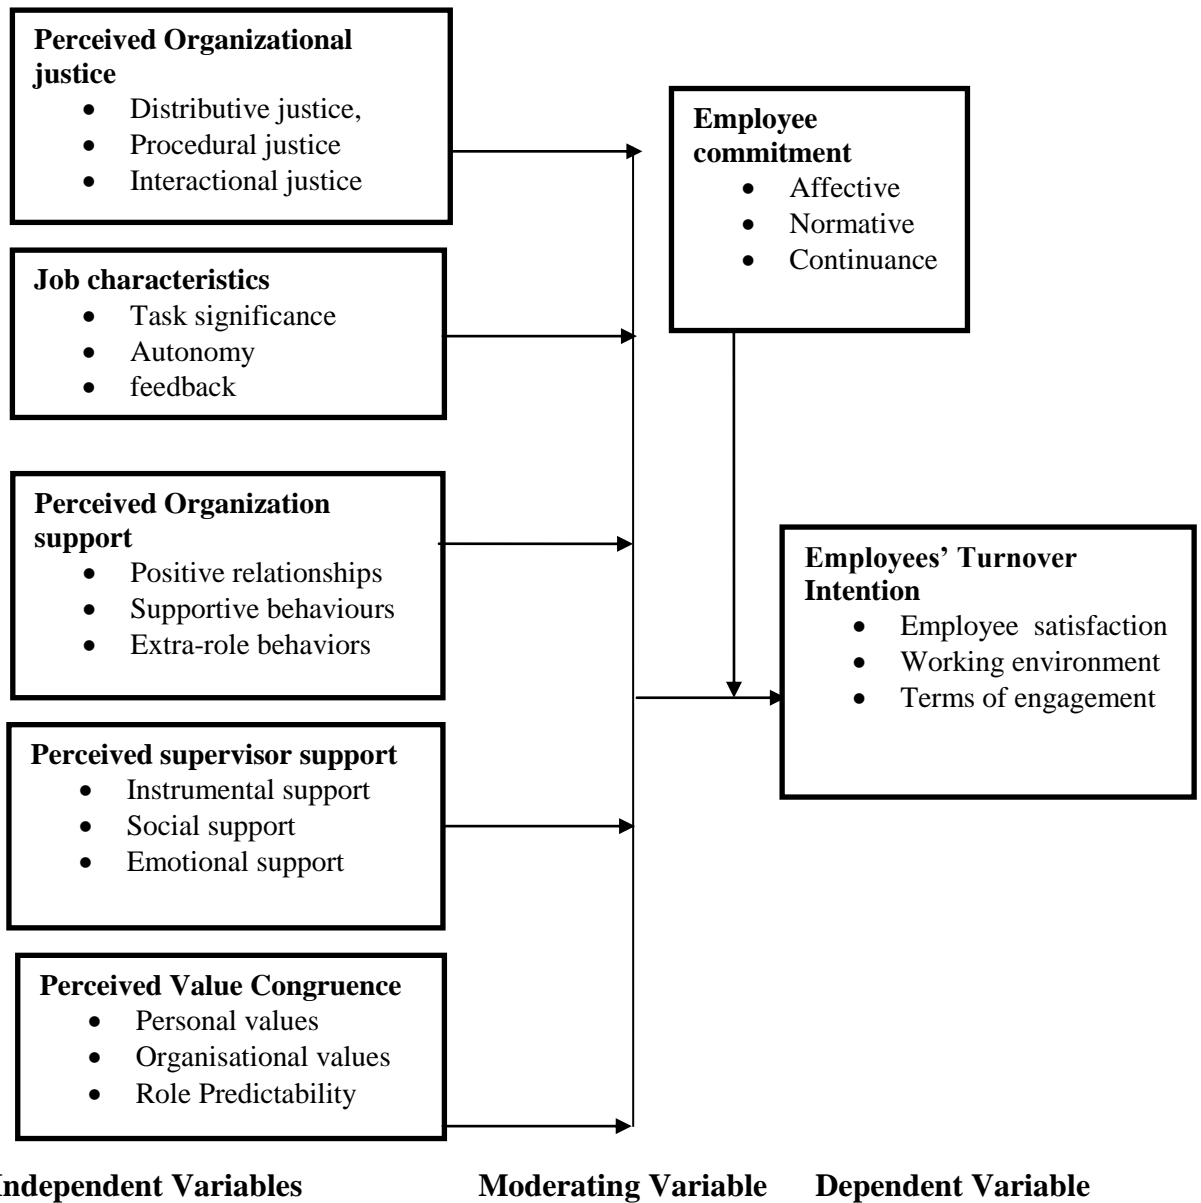 Perceived Organizational
justice
• Distributive justice,
• Procedural justice
• Interactional justice
Job characteristics
• Task significance
• Autonomy
• feedback
Perceived Organization
support
• Positive relationships
• Supportive behaviours
• Extra-role behaviors
Perceived supervisor support
• Instrumental support
• Social support
• Emotional support
Perceived Value Congruence
• Personal values
• Organisational values
• Role Predictability
Employee
commitment
• Affective
• Normative
• Continuance
Employees’ Turnover
Intention
• Employee satisfaction
• Working environment
• Terms of engagement
Independent Variables Moderating Variable Dependent Variable